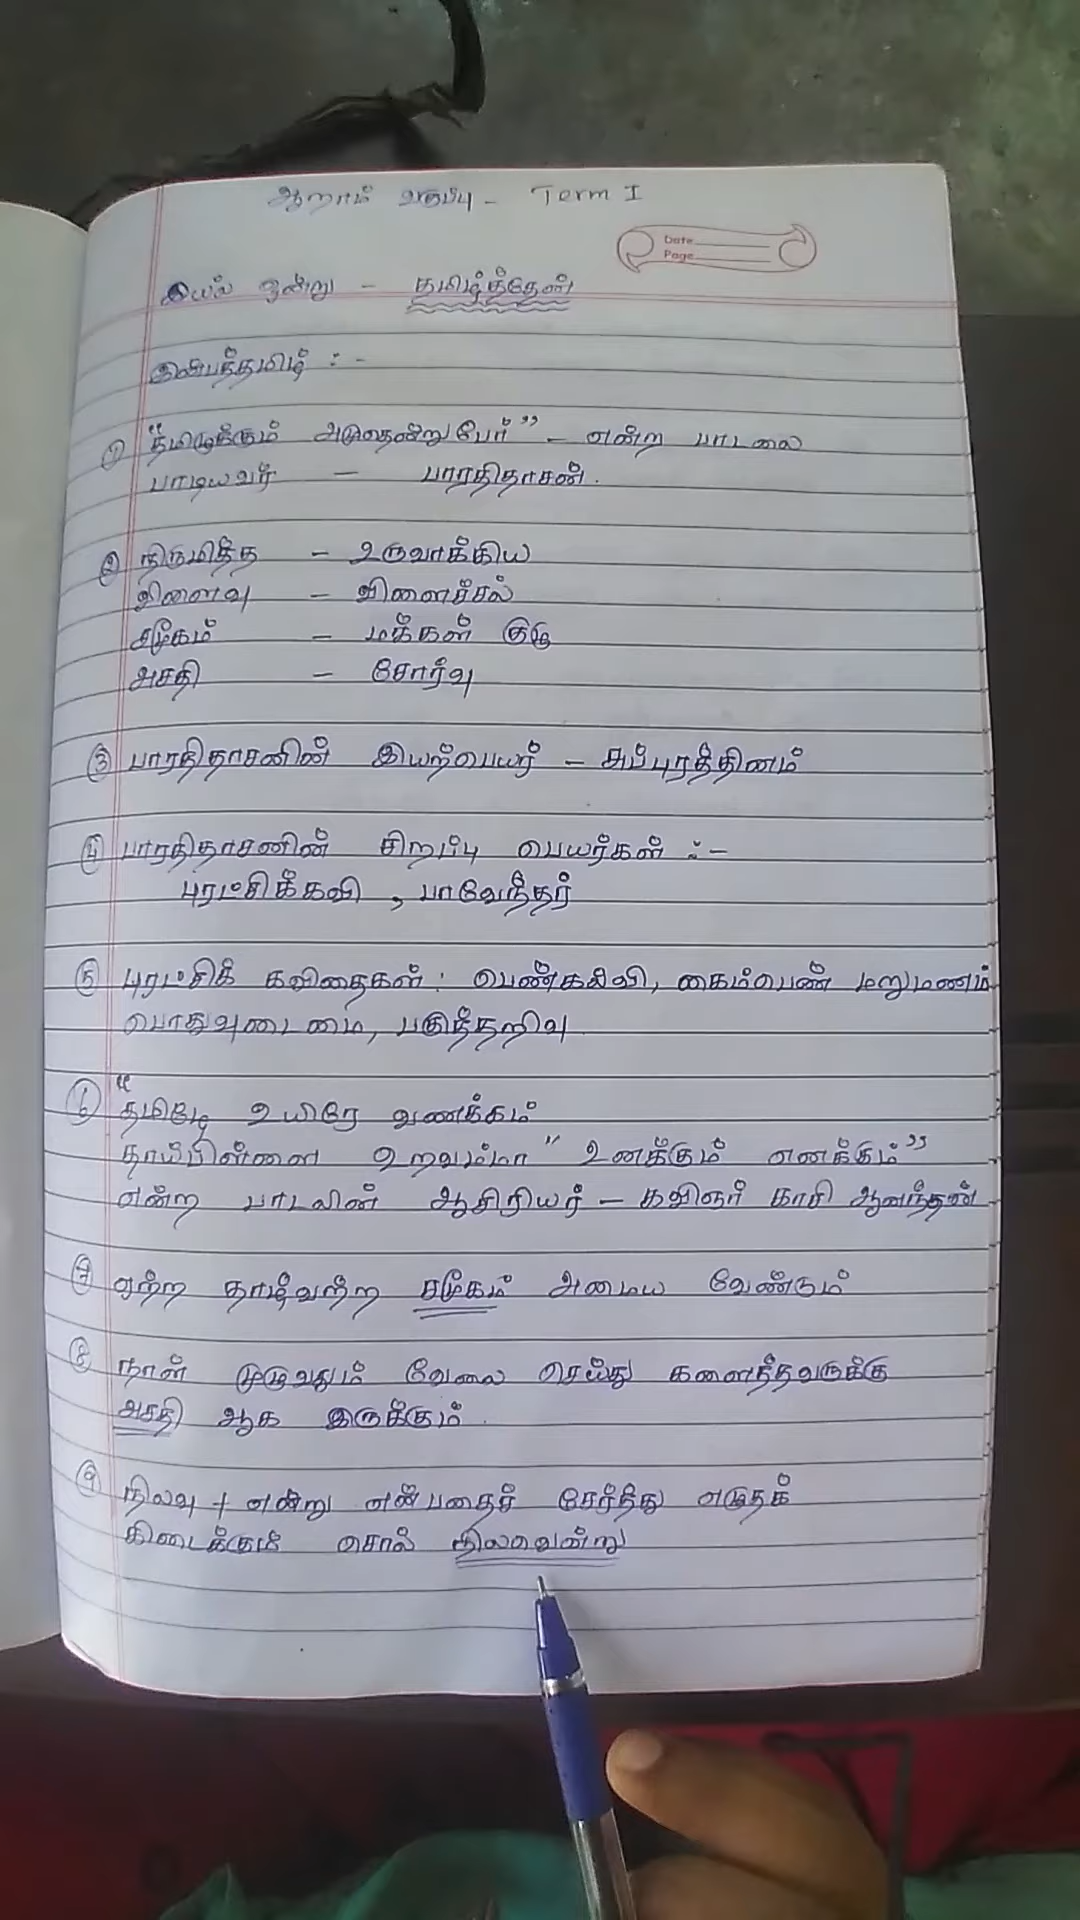 ஆறாம் வகுப்பு - Term I
Date
Page
இயல் ஒன்று - தமிழ்த்தேன்
இன்பத்தமிழ் : -
① "தமிழுக்கும் அமுதென்று பேர்" - என்ற பாடலை
பாடியவர் - பாரதிதாசன்.
② நிருமித்த - உருவாக்கிய
விளைவு - விளைச்சல்
சமூகம் - மக்கள் குழு
அசதி - சோர்வு
③ பாரதிதாசனின் இயற்பெயர் - சுப்புரத்தினம்
④ பாரதிதாசனின் சிறப்பு பெயர்கள் :-
புரட்சிக்கவி , பாவேந்தர்
⑤ புரட்சிக் கவிதைகள் : பெண்கல்வி, கைம்பெண் மறுமணம்
பொதுவுடைமை, பகுத்தறிவு
⑥ "தமிழே உயிரே வணக்கம்
தாய்பிள்ளை உறவம்மா" உனக்கும் எனக்கும்"
என்ற பாடலின் ஆசிரியர் - கவிஞர் காசி ஆனந்தன்
⑦ ஏற்ற தாழ்வற்ற சமூகம் அமைய வேண்டும்
⑧ நாள் முழுவதும் வேலை செய்து களைத்தவருக்கு
அசதி ஆக இருக்கும்.
⑨ நிலவு + என்று என்பதைச் சேர்த்து எழுதக்
கிடைக்கும் சொல் நிலவென்று